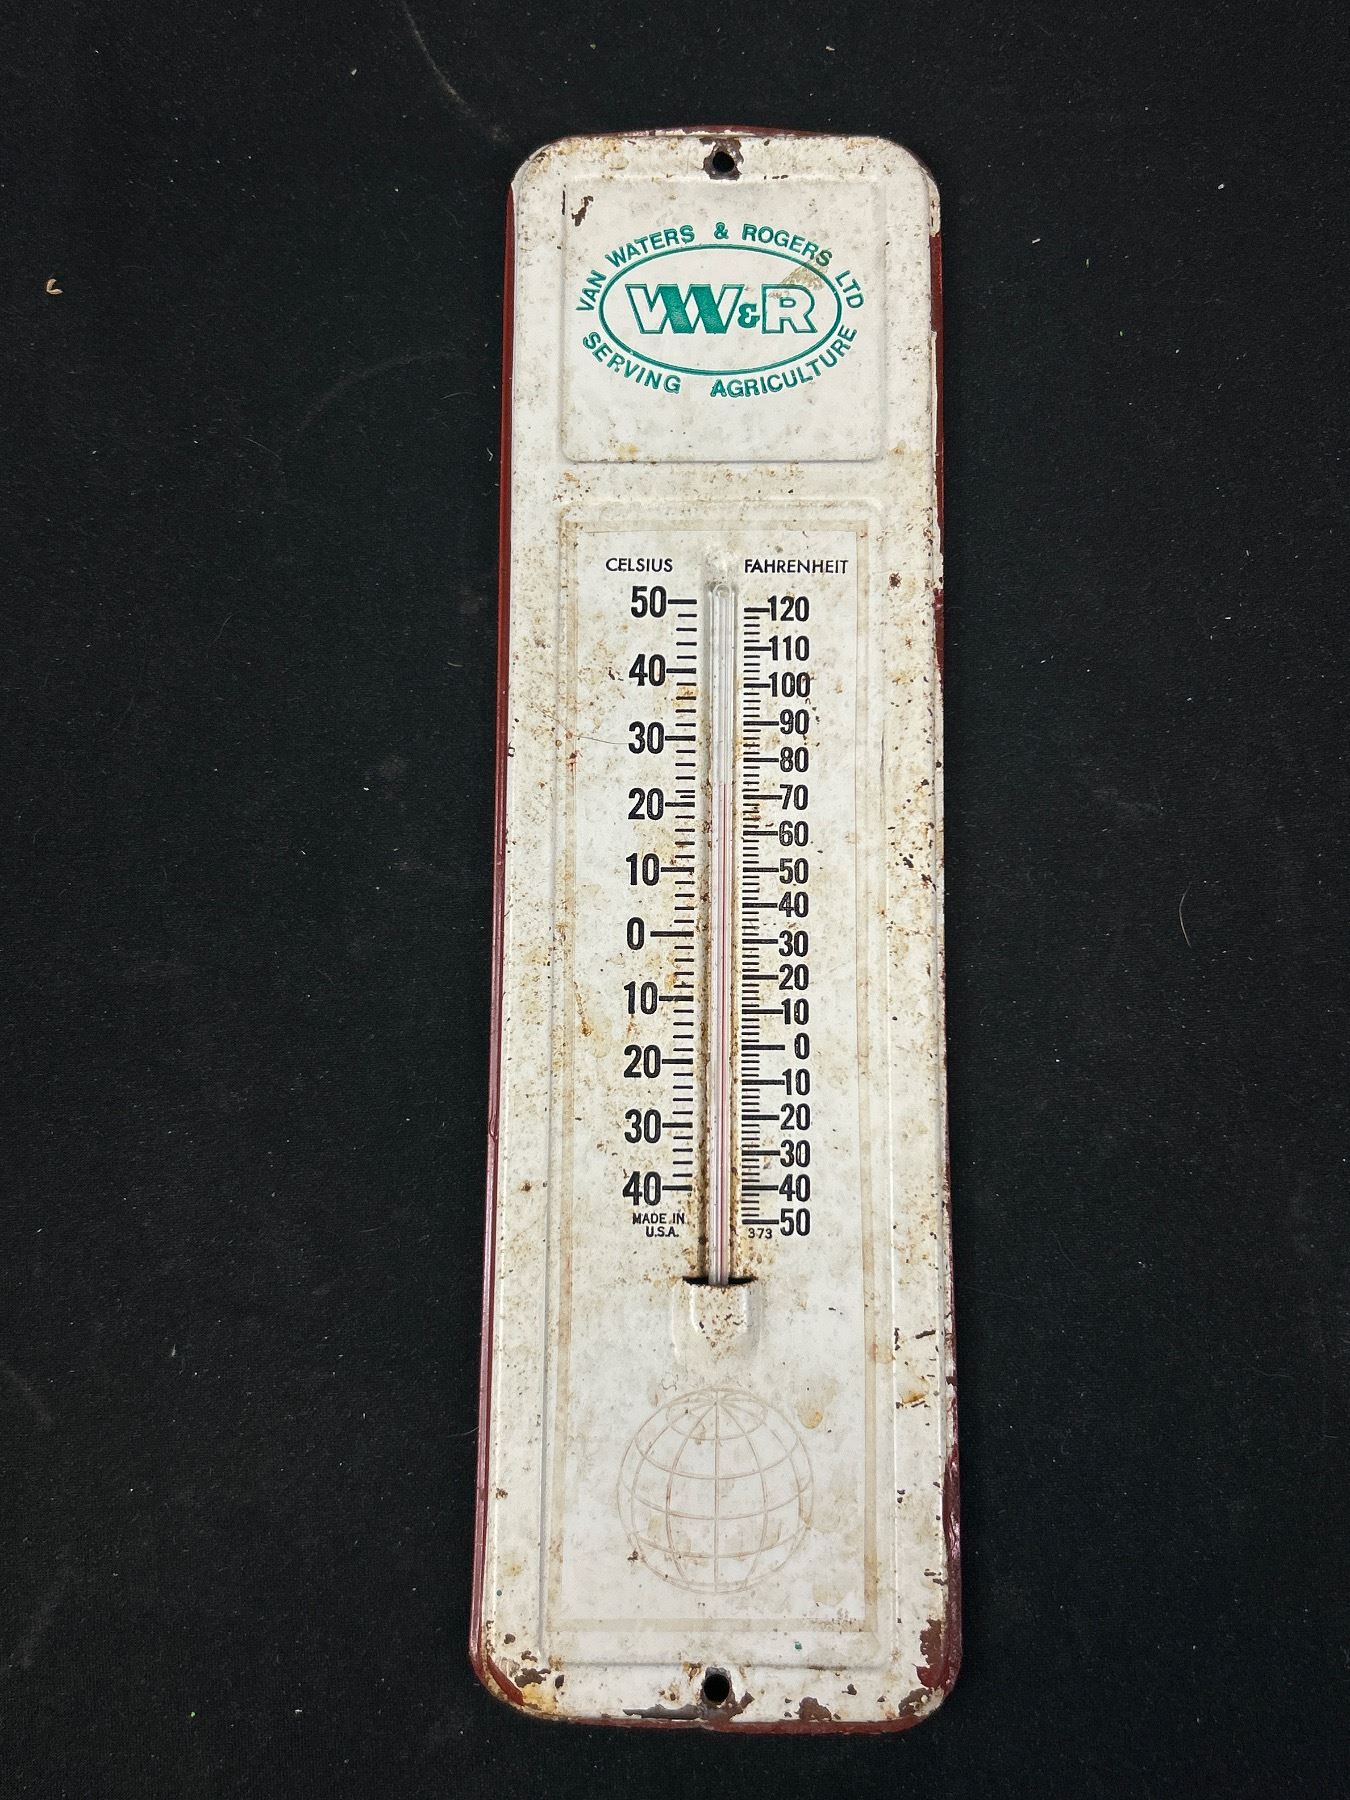 VAN WATERS & ROGERS LTD
VW&R
SERVING AGRICULTURE
CELSIUS FAHRENHEIT
50 120
110
40 100
30 90
80
20 70
60
10 50
40
0 30
20
10 10
0
20 10
20
30 30
40 40
MADE IN 50
U.S.A. 373